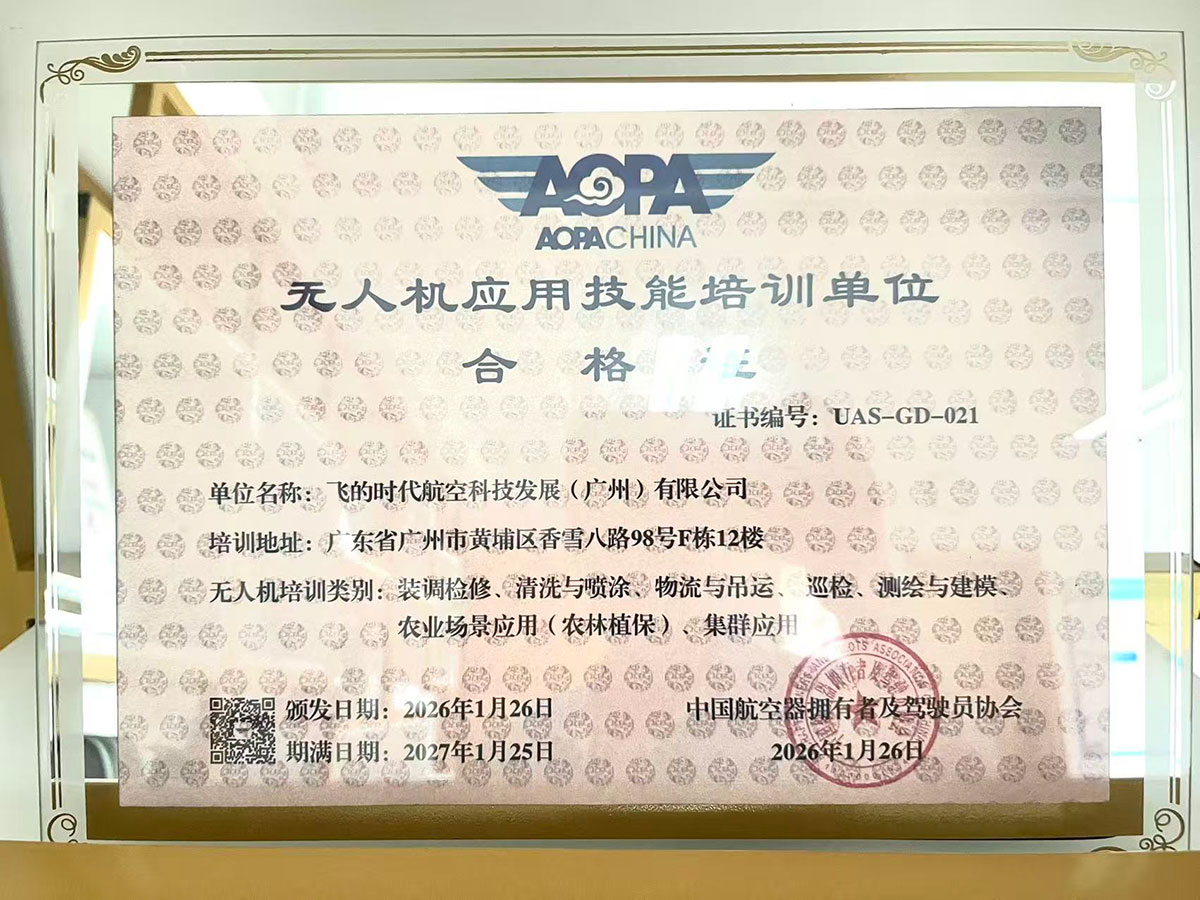 AOPA
AOPA CHINA
无人机应用技能培训单位
合格证
证书编号：UAS-GD-021
单位名称：飞的时代航空科技发展（广州）有限公司
培训地址：广东省广州市黄埔区香雪八路98号F栋12楼
无人机培训类别：装调检修、清洗与喷涂、物流与吊运、巡检、测绘与建模、
农业场景应用（农林植保）、集群应用
颁发日期：2026年1月26日
中国航空器拥有者及驾驶员协会
期满日期：2027年1月25日
2026年1月26日